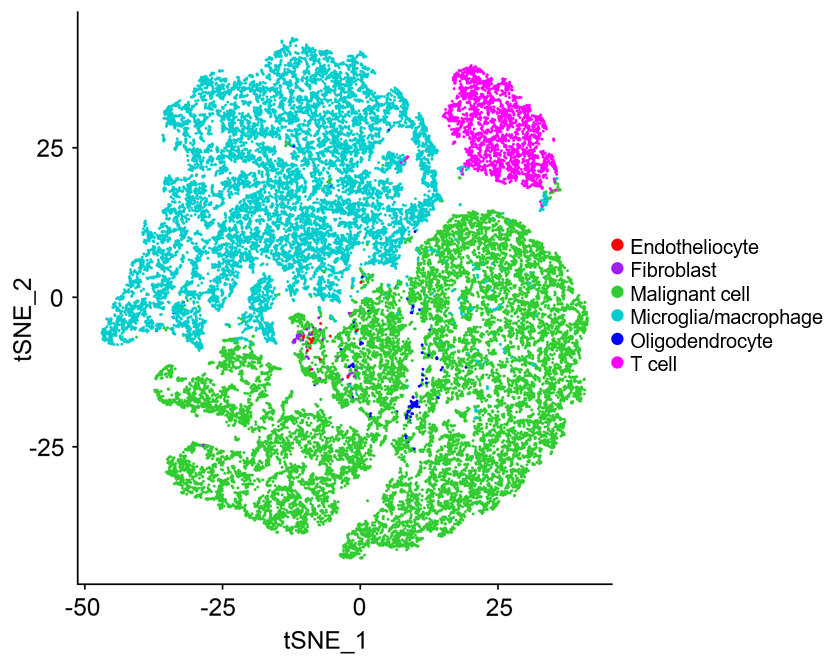 tSNE_2
25
0
-25
-50
-25
0
25
tSNE_1
Endotheliocyte
Fibroblast
Malignant cell
Microglia/macrophage
Oligodendrocyte
T cell